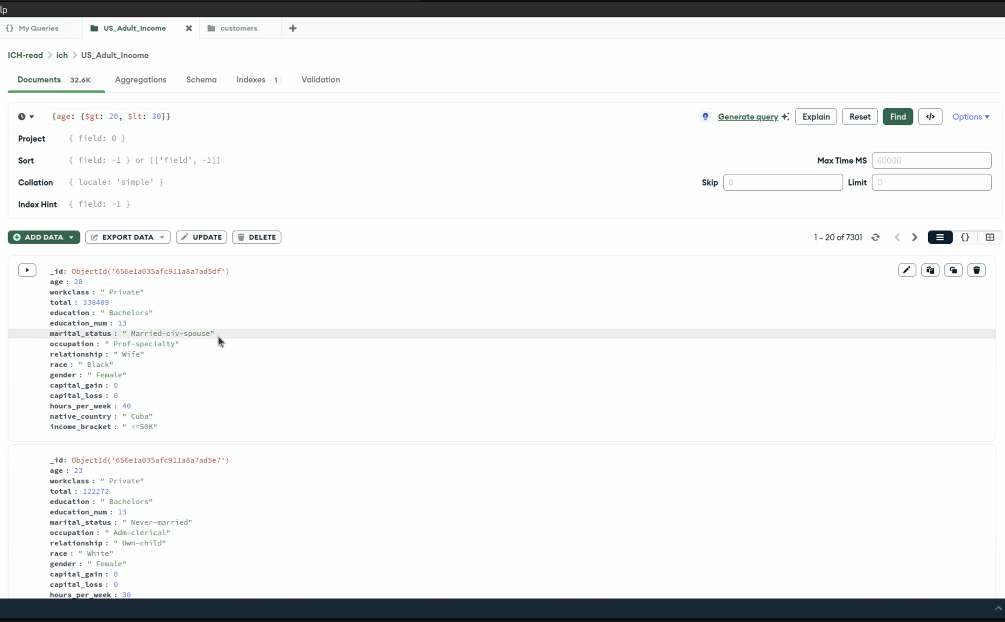 lp
{} My Queries US_Adult_Income customers
ICH-read > ich > US_Adult_Income
Documents 32.6K Aggregations Schema Indexes 1 Validation
{age: {$gt: 20, $lt: 30}} Generate query Explain Reset Find </> Options
Project { field: 0 }
Sort { field: -1 } or [['field', -1]] Max Time MS 60000
Collation { locale: 'simple' } Skip 0 Limit 0
Index Hint { field: -1 }
ADD DATA EXPORT DATA UPDATE DELETE 1 – 20 of 7301 {}
_id: ObjectId('656e1a035afc911a8a7ad5df')
age : 28
workclass : " Private"
total : 338409
education : " Bachelors"
education_num : 13
marital_status : " Married-civ-spouse"
occupation : " Prof-specialty"
relationship : " Wife"
race : " Black"
gender : " Female"
capital_gain : 0
capital_loss : 0
hours_per_week : 40
native_country : " Cuba"
income_bracket : " <=50K"
_id: ObjectId('656e1a035afc911a8a7ad5e7')
age : 23
workclass : " Private"
total : 122272
education : " Bachelors"
education_num : 13
marital_status : " Never-married"
occupation : " Adm-clerical"
relationship : " Own-child"
race : " White"
gender : " Female"
capital_gain : 0
capital_loss : 0
hours_per_week : 30